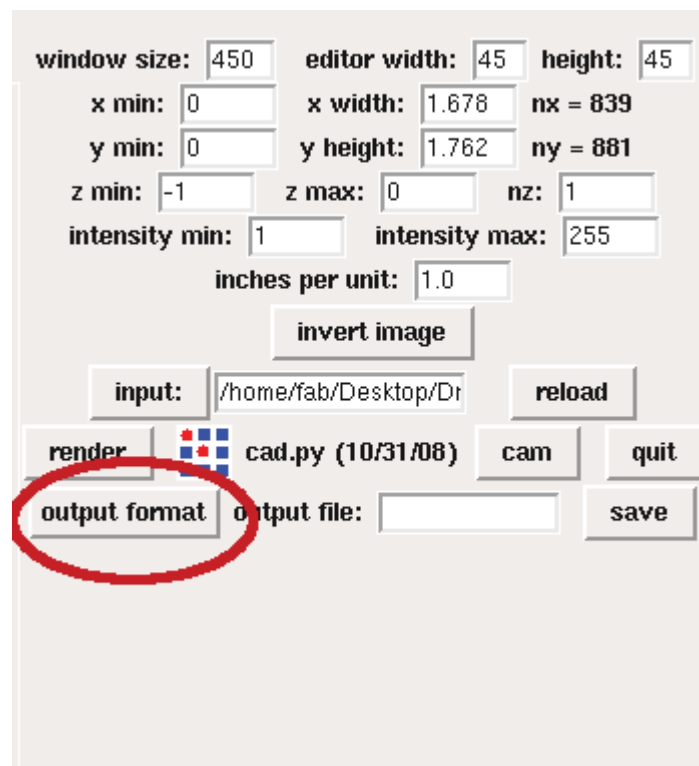 window size: 450 editor width: 45 height: 45
x min: 0 x width: 1.678 nx = 839
y min: 0 y height: 1.762 ny = 881
z min: -1 z max: 0 nz: 1
intensity min: 1 intensity max: 255
inches per unit: 1.0
invert image
input: /home/fab/Desktop/Dr reload
render cad.py (10/31/08) cam quit
output format output file: save